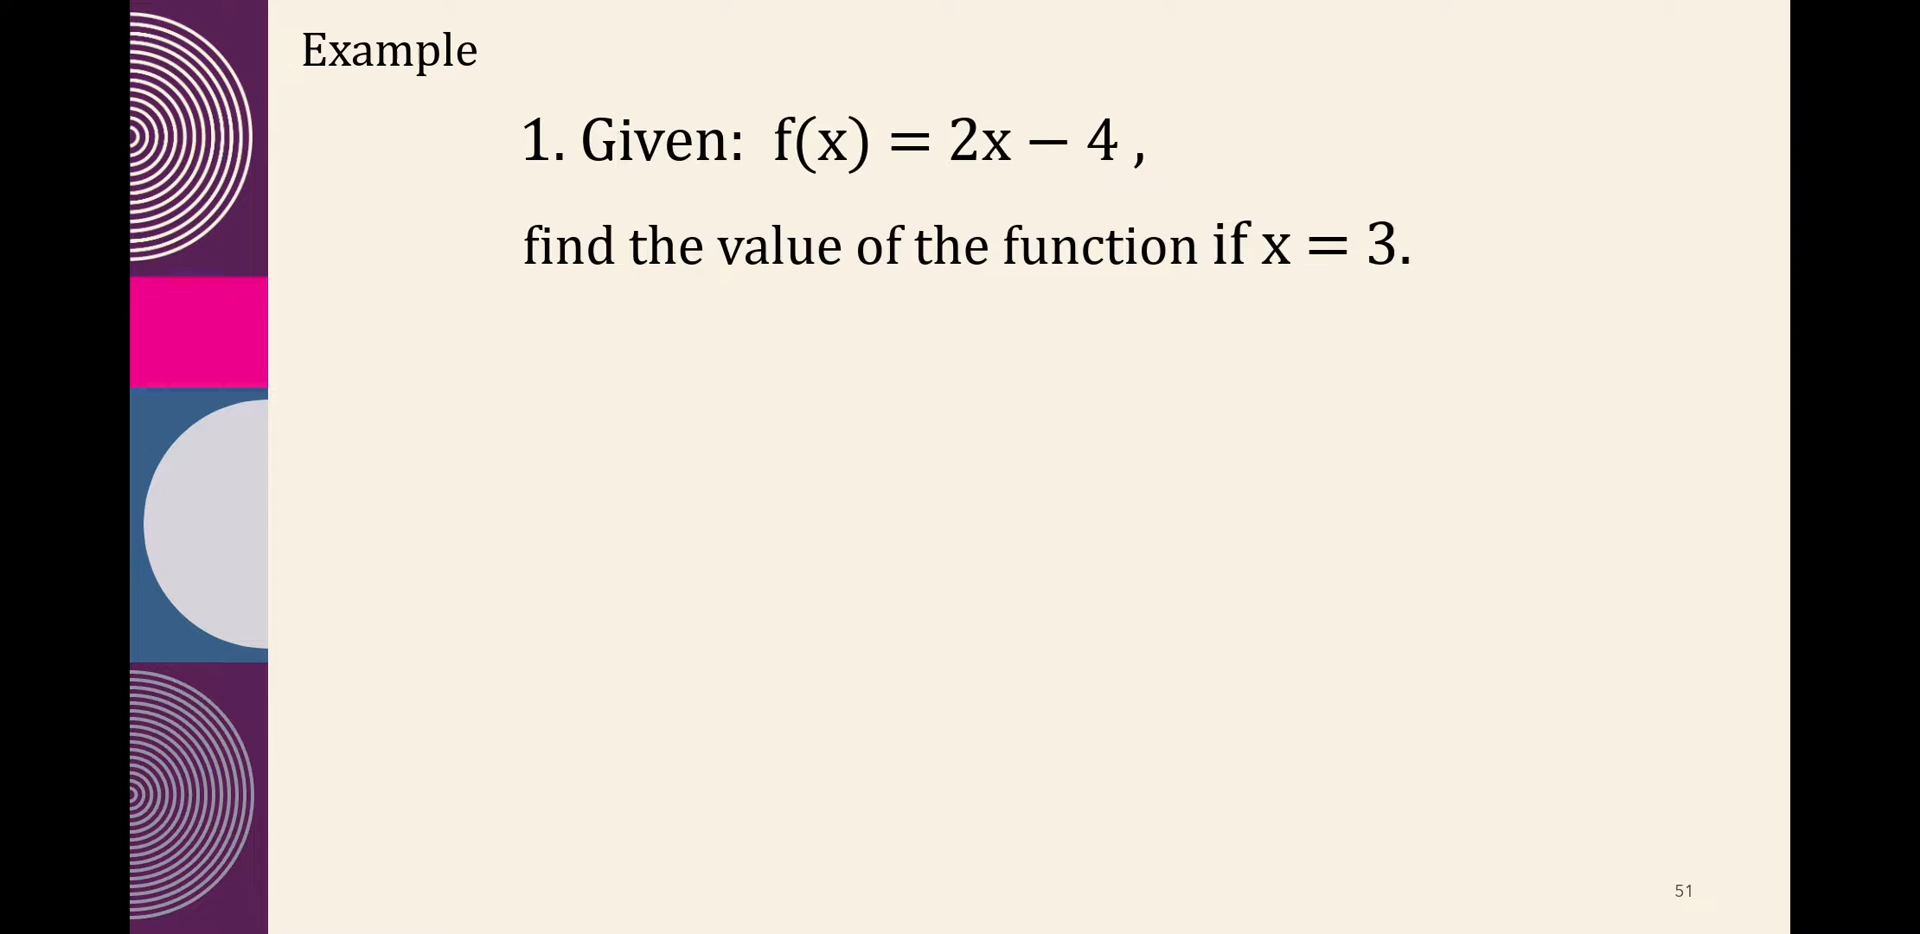 Example
1. Given: f(x) = 2x − 4 ,
find the value of the function if x = 3.
51